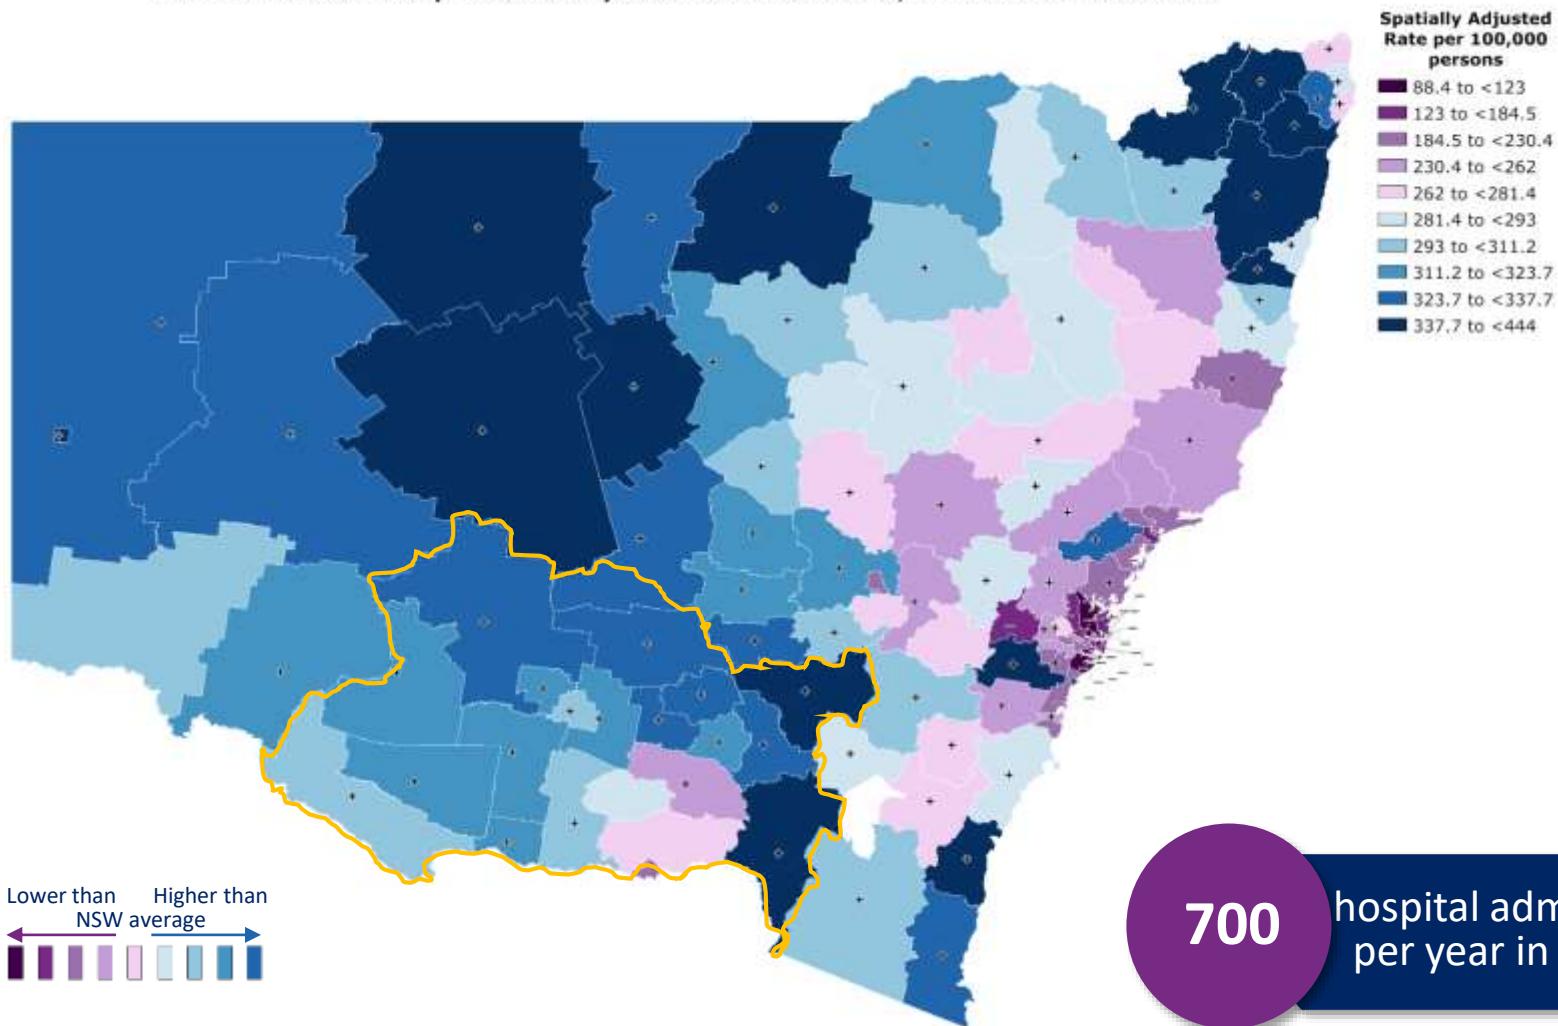 Spatially Adjusted
Rate per 100,000
persons
88.4 to <123
123 to <184.5
184.5 to <230.4
230.4 to <262
262 to <281.4
281.4 to <293
293 to <311.2
311.2 to <323.7
323.7 to <337.7
337.7 to <444
Lower than Higher than
NSW average
700
hospital adm
per year in